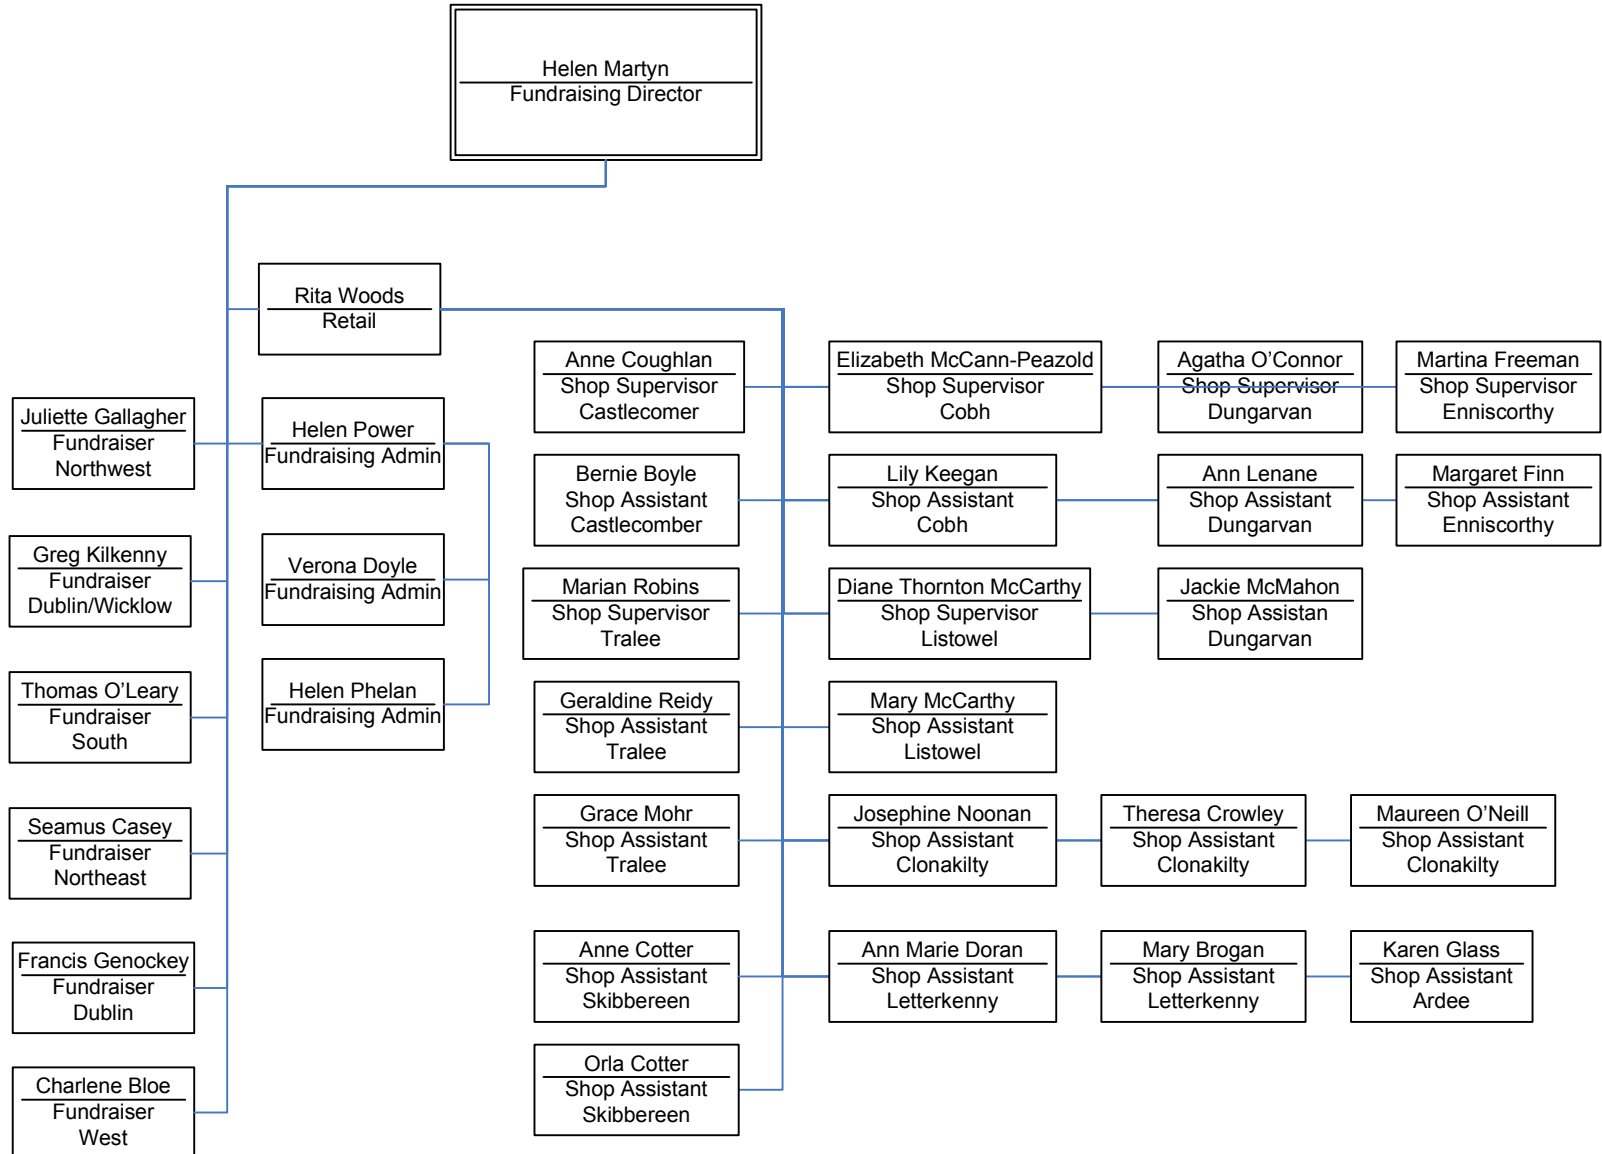 Helen Martyn
Fundraising Director
Rita Woods
Retail
Juliette Gallagher
Fundraiser
Northwest
Helen Power
Fundraising Admin
Greg Kilkenny
Fundraiser
Dublin/Wicklow
Verona Doyle
Fundraising Admin
Thomas O'Leary
Fundraiser
South
Helen Phelan
Fundraising Admin
Seamus Casey
Fundraiser
Northeast
Francis Genockey
Fundraiser
Dublin
Charlene Bloe
Fundraiser
West
Anne Coughlan
Shop Supervisor
Castlecomer
Elizabeth McCann-Peazold
Shop Supervisor
Cobh
Agatha O'Connor
Shop Supervisor
Dungarvan
Martina Freeman
Shop Supervisor
Enniscorthy
Bernie Boyle
Shop Assistant
Castlecomber
Lily Keegan
Shop Assistant
Cobh
Ann Lenane
Shop Assistant
Dungarvan
Margaret Finn
Shop Assistant
Enniscorthy
Marian Robins
Shop Supervisor
Tralee
Diane Thornton McCarthy
Shop Supervisor
Listowel
Jackie McMahon
Shop Assistan
Dungarvan
Geraldine Reidy
Shop Assistant
Tralee
Mary McCarthy
Shop Assistant
Listowel
Grace Mohr
Shop Assistant
Tralee
Josephine Noonan
Shop Assistant
Clonakilty
Theresa Crowley
Shop Assistant
Clonakilty
Maureen O'Neill
Shop Assistant
Clonakilty
Anne Cotter
Shop Assistant
Skibbereen
Ann Marie Doran
Shop Assistant
Letterkenny
Mary Brogan
Shop Assistant
Letterkenny
Karen Glass
Shop Assistant
Ardee
Orla Cotter
Shop Assistant
Skibbereen